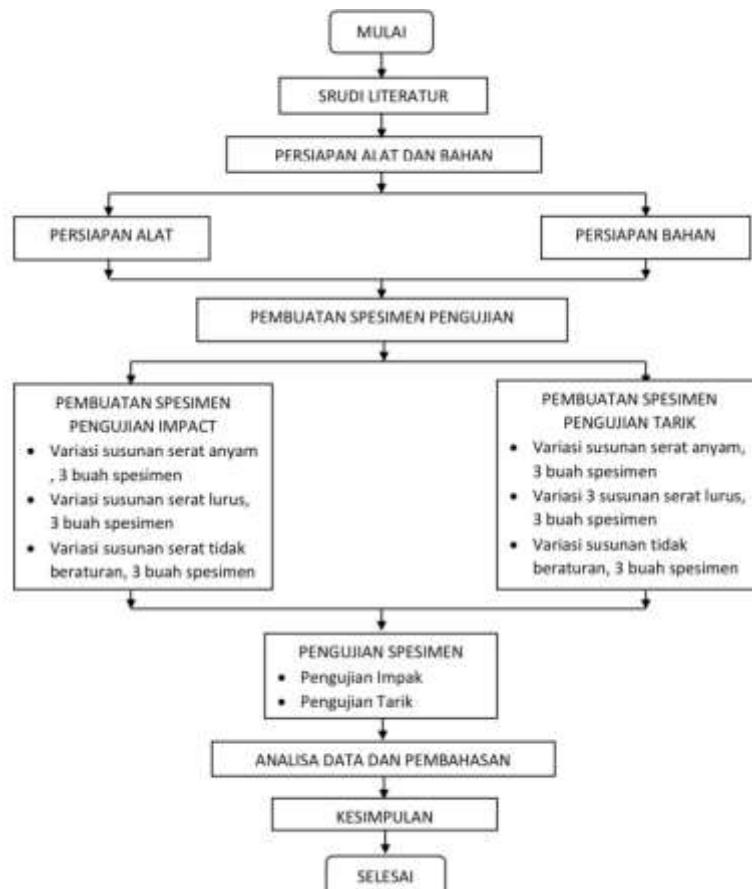 MULAI
SRUDI LITERATUR
PERSIAPAN ALAT DAN BAHAN
PERSIAPAN ALAT
PERSIAPAN BAHAN
PEMBUATAN SPESIMEN PENGUJIAN
PEMBUATAN SPESIMEN
PENGUJIAN IMPACT
• Variasi susunan serat anyam
, 3 buah spesimen
• Variasi susunan serat lurus,
3 buah spesimen
• Variasi susunan serat tidak
beraturan, 3 buah spesimen
PEMBUATAN SPESIMEN
PENGUJIAN TARIK
• Variasi susunan serat anyam,
3 buah spesimen
• Variasi 3 susunan serat lurus,
3 buah spesimen
• Variasi susunan tidak
beraturan, 3 buah spesimen
PENGUJIAN SPESIMEN
• Pengujian Impak
• Pengujian Tarik
ANALISA DATA DAN PEMBAHASAN
KESIMPULAN
SELESAI